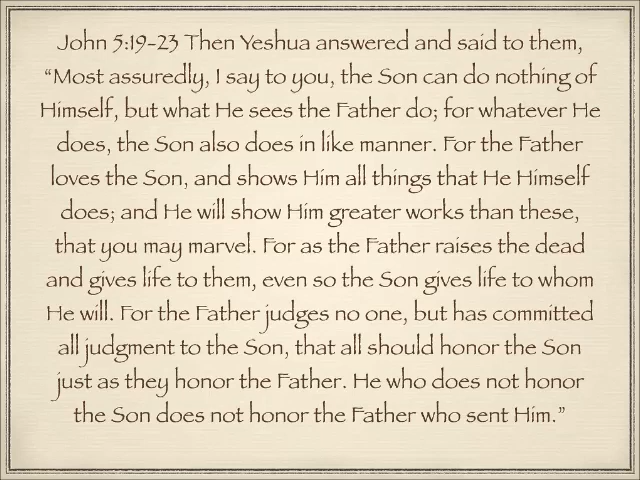 John 5:19-23 Then Yeshua answered and said to them,
“Most assuredly, I say to you, the Son can do nothing of
Himself, but what He sees the Father do; for whatever He
does, the Son also does in like manner. For the Father
loves the Son, and shows Him all things that He Himself
does; and He will show Him greater works than these,
that you may marvel. For as the Father raises the dead
and gives life to them, even so the Son gives life to whom
He will. For the Father judges no one, but has committed
all judgment to the Son, that all should honor the Son
just as they honor the Father. He who does not honor
the Son does not honor the Father who sent Him.”